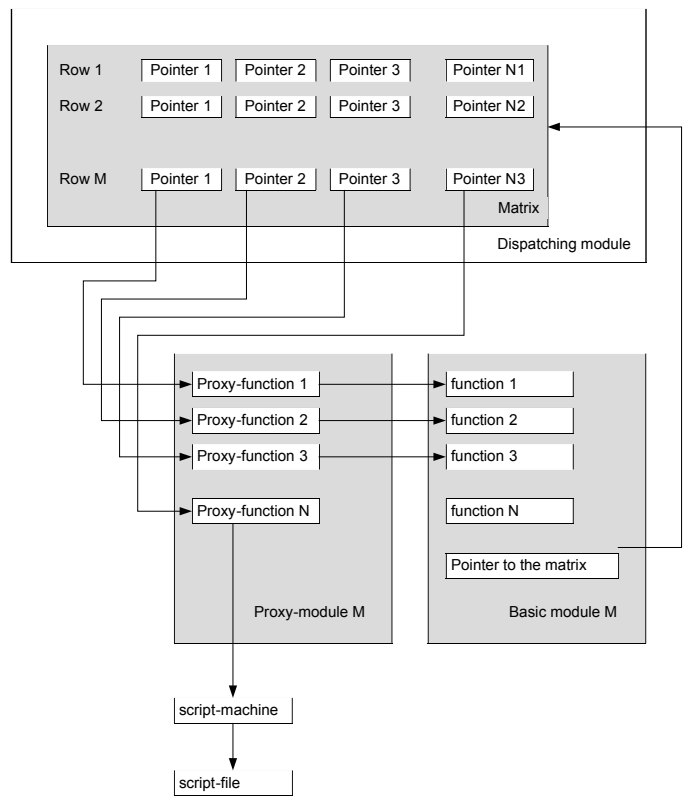 Row 1 Pointer 1 Pointer 2 Pointer 3 Pointer N1
Row 2 Pointer 1 Pointer 2 Pointer 3 Pointer N2
Row M Pointer 1 Pointer 2 Pointer 3 Pointer N3
Matrix
Dispatching module
Proxy-function 1 function 1
Proxy-function 2 function 2
Proxy-function 3 function 3
Proxy-function N function N
Pointer to the matrix
Proxy-module M Basic module M
script-machine
script-file